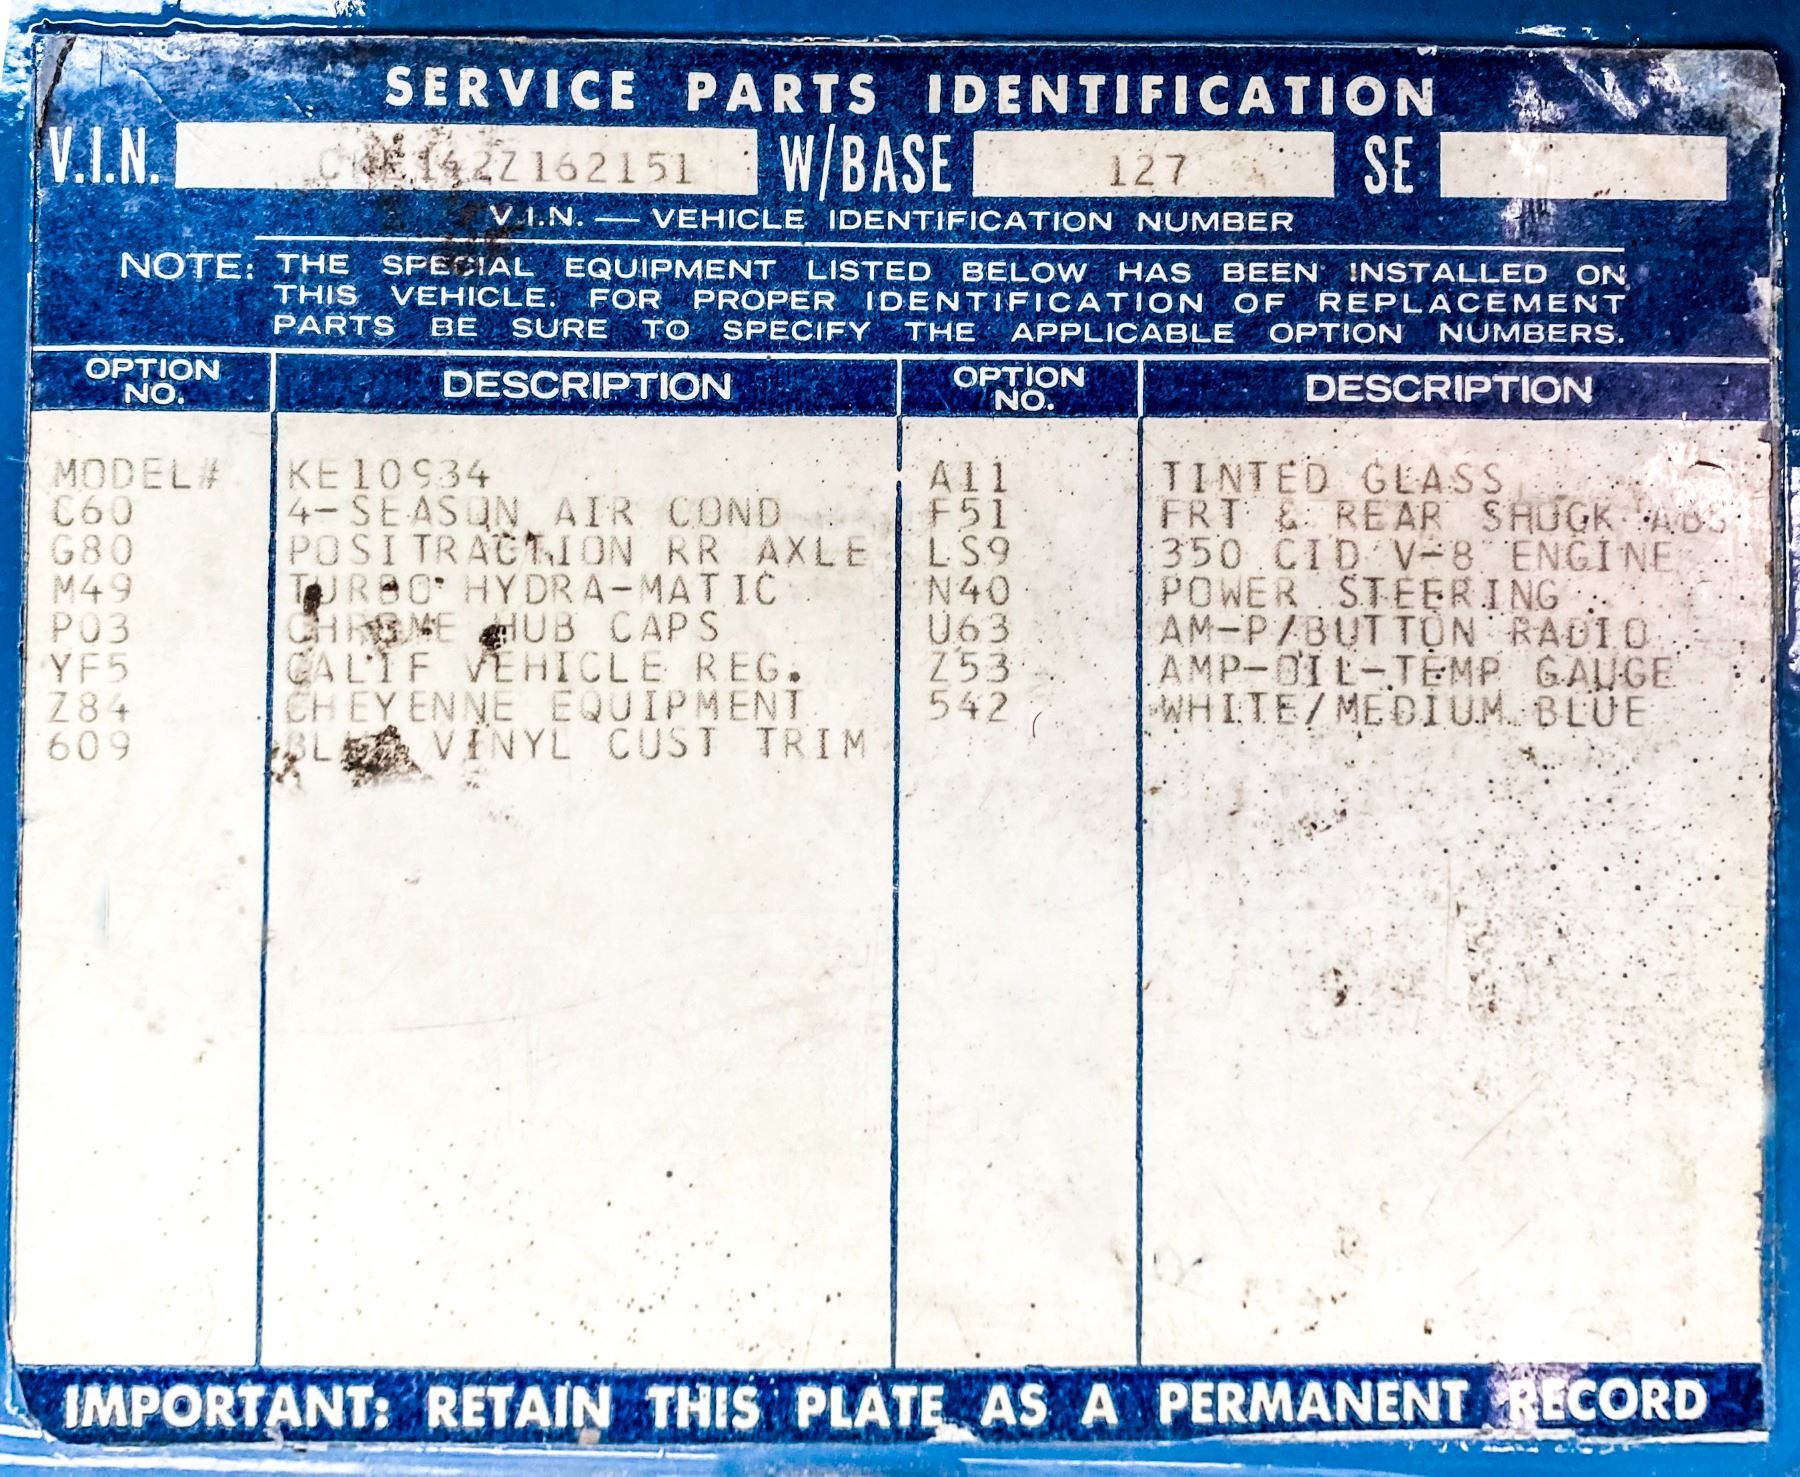 SERVICE PARTS IDENTIFICATION
V.I.N. W/BASE 127 SE
V.I.N. — VEHICLE IDENTIFICATION NUMBER
NOTE: THE SPECIAL EQUIPMENT LISTED BELOW HAS BEEN INSTALLED ON
THIS VEHICLE. FOR PROPER IDENTIFICATION OF REPLACEMENT
PARTS BE SURE TO SPECIFY THE APPLICABLE OPTION NUMBERS.
OPTION NO. DESCRIPTION OPTION NO. DESCRIPTION
MODEL# KE10934 A11 TINTED GLASS
C60 4-SEASON AIR COND F51 FRT & REAR SHOCK ABS
G80 POSITRACTION RR AXLE LS9 350 CID V-8 ENGINE
M49 TURBO HYDRA-MATIC N40 POWER STEERING
P03 CHROME HUB CAPS U63 AM-P/BUTTON RADIO
YF5 CALIF VEHICLE REG. Z53 AMP-OIL-TEMP GAUGE
Z84 CHEYENNE EQUIPMENT 542 WHITE/MEDIUM BLUE
609 VINYL CUST TRIM
IMPORTANT: RETAIN THIS PLATE AS A PERMANENT RECORD